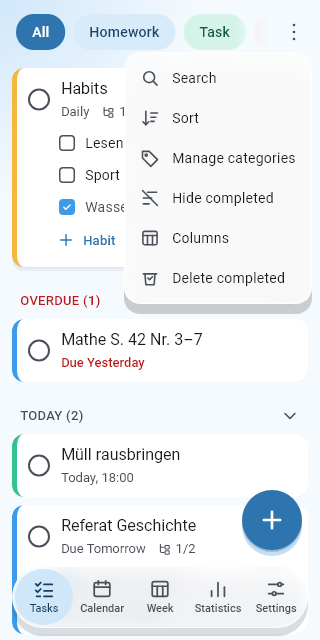 All Homework Task
Search
Sort
Manage categories
Hide completed
Columns
Delete completed
Habits
Daily
Lesen
Sport
Habit
OVERDUE (1)
Mathe S. 42 Nr. 3–7
Due Yesterday
TODAY (2)
Müll rausbringen
Today, 18:00
Referat Geschichte
Due Tomorrow 1/2
Tasks Calendar Week Statistics Settings